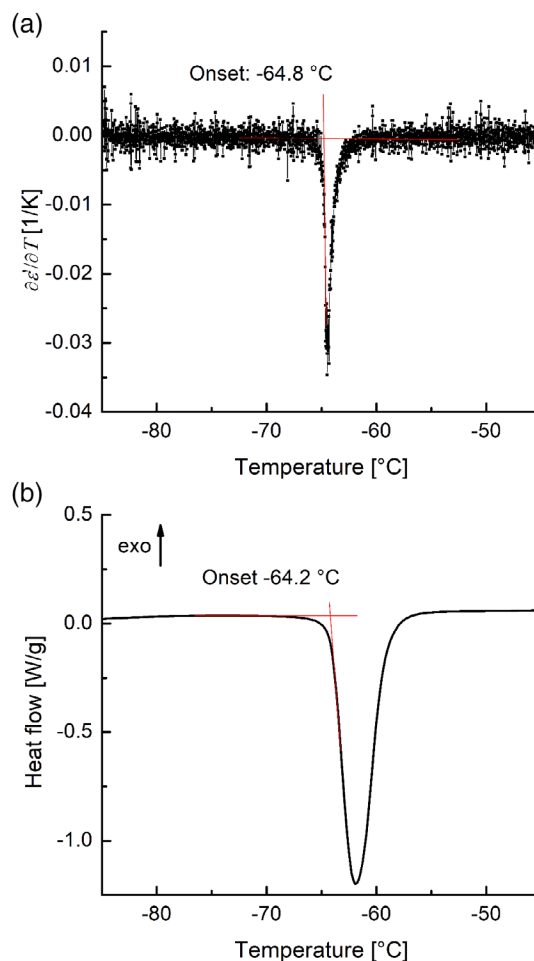 (a)
Onset: -64.8 °C
0.01
0.00
-0.01
-0.02
-0.03
-0.04
∂ε'/∂T [1/K]
-80
-70
-60
-50
Temperature [°C]
(b)
exo
Onset -64.2 °C
0.5
0.0
-0.5
-1.0
Heat flow [W/g]
-80
-70
-60
-50
Temperature [°C]